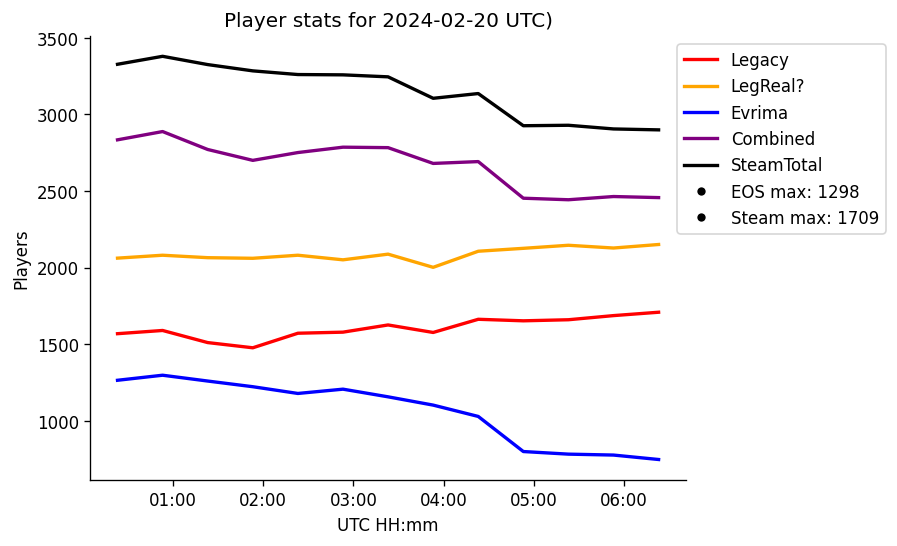 Player stats for 2024-02-20 UTC)
3500
3000
2500
2000
1500
1000
Players
01:00 02:00 03:00 04:00 05:00 06:00
UTC HH:mm
Legacy
LegReal?
Evrima
Combined
SteamTotal
EOS max: 1298
Steam max: 1709